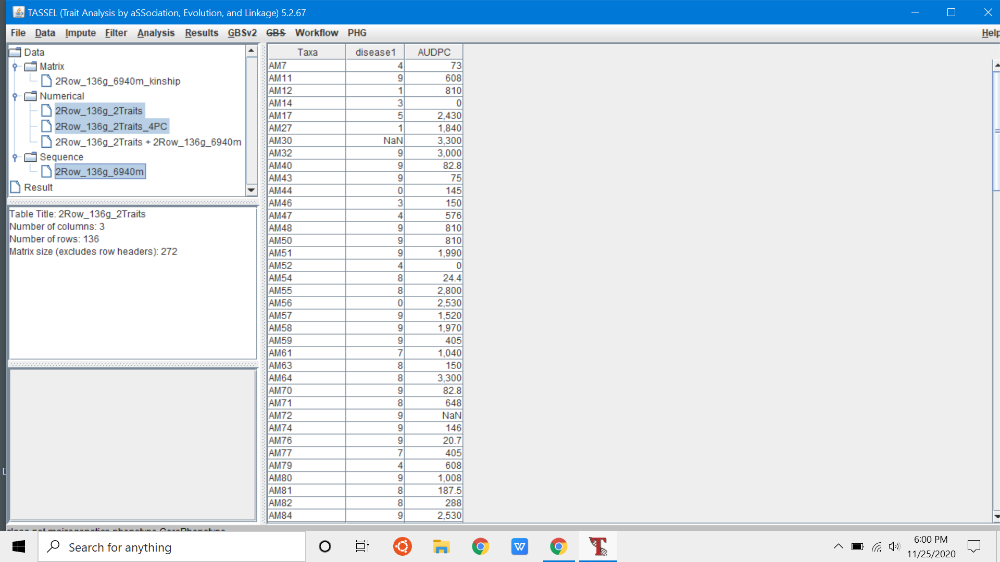 TASSEL (Trait Analysis by aSSociation, Evolution, and Linkage) 5.2.67
File Data Impute Filter Analysis Results GBSv2 GBS Workflow PHG Help
Data
Matrix
2Row_136g_6940m_kinship
Numerical
2Row_136g_2Traits
2Row_136g_2Traits_4PC
2Row_136g_2Traits + 2Row_136g_6940m
Sequence
2Row_136g_6940m
Result
Table Title: 2Row_136g_2Traits
Number of columns: 3
Number of rows: 136
Matrix size (excludes row headers): 272
Taxa disease1 AUDPC
AM7 4 73
AM11 9 608
AM12 1 810
AM14 3 0
AM17 5 2,430
AM27 1 1,840
AM30 NaN 3,300
AM32 9 3,000
AM40 9 82.8
AM43 9 75
AM44 0 145
AM46 3 150
AM47 4 576
AM48 9 810
AM50 9 810
AM51 9 1,990
AM52 4 0
AM54 8 24.4
AM55 8 2,800
AM56 0 2,530
AM57 9 1,520
AM58 9 1,970
AM59 9 405
AM61 7 1,040
AM63 8 150
AM64 8 3,300
AM70 9 82.8
AM71 8 648
AM72 9 NaN
AM74 9 146
AM76 9 20.7
AM77 7 405
AM79 4 608
AM80 9 1,008
AM81 8 187.5
AM82 8 288
AM84 9 2,530
Search for anything
W
T
6:00 PM
11/25/2020